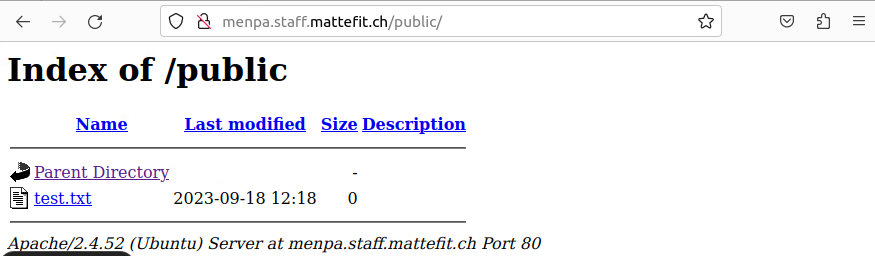 menpa.staff.mattefit.ch/public/
Index of /public
Name Last modified Size Description
Parent Directory -
test.txt 2023-09-18 12:18 0
Apache/2.4.52 (Ubuntu) Server at menpa.staff.mattefit.ch Port 80